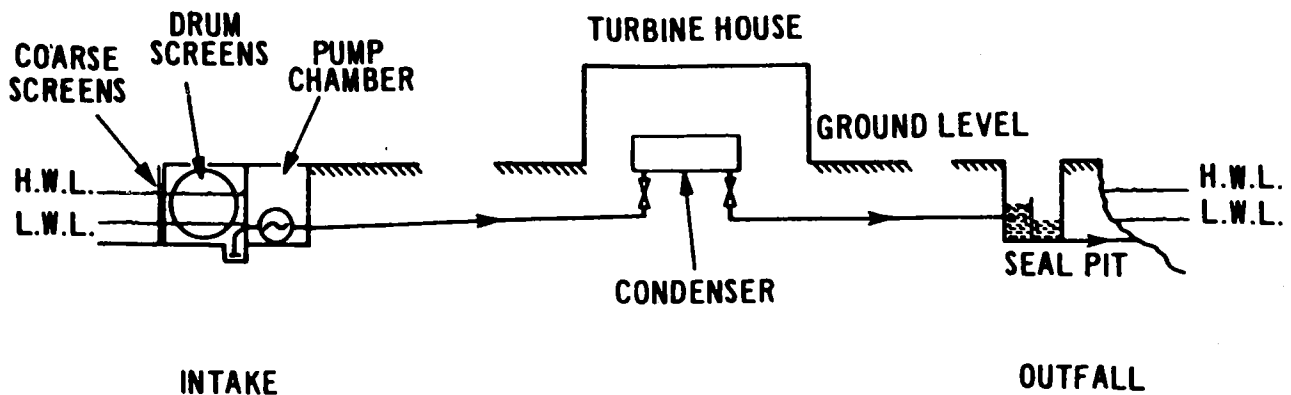 COARSE
SCREENS
DRUM
SCREENS
PUMP
CHAMBER
TURBINE HOUSE
GROUND LEVEL
H.W.L.
L.W.L.
H.W.L.
L.W.L.
SEAL PIT
CONDENSER
INTAKE
OUTFALL